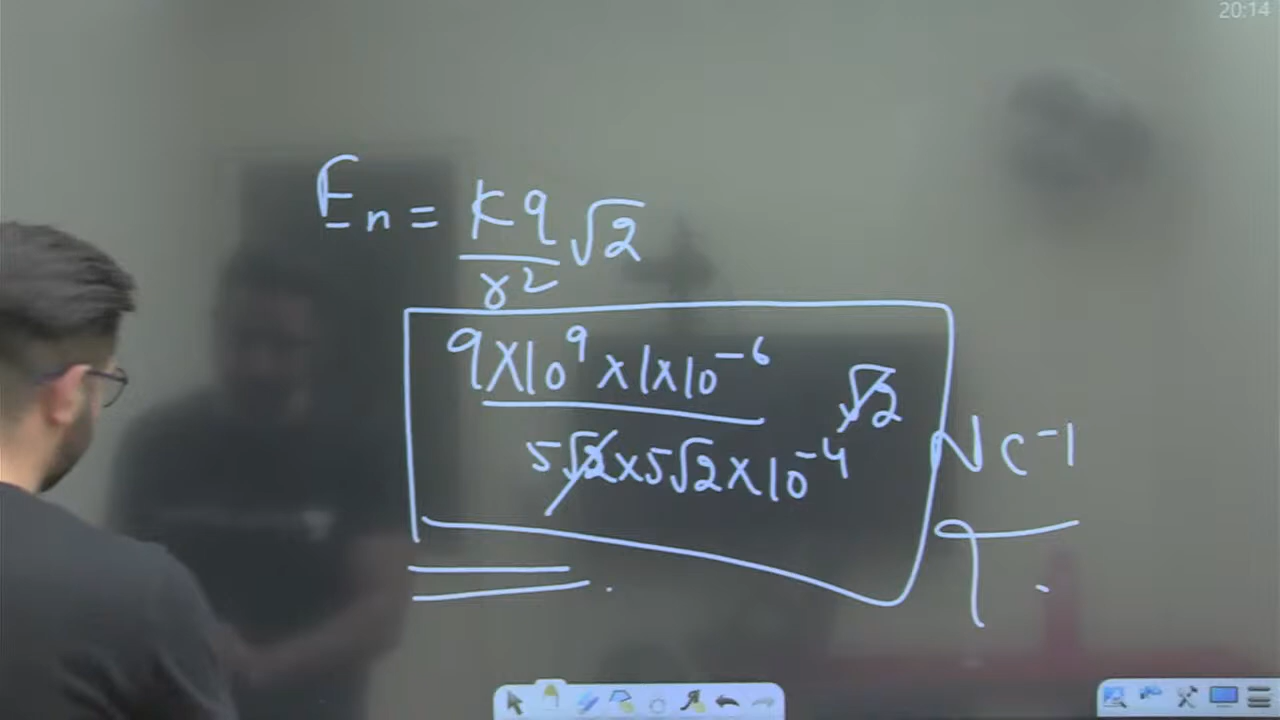 20:14
En = Kq/r² √2
9×10⁹ ×1×10⁻⁶ / 5√2×5√2×10⁻⁴ √2 NC⁻¹